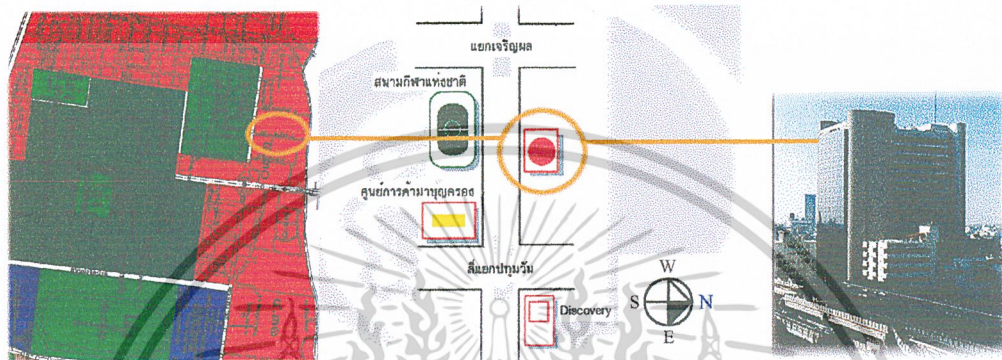 แยกเจริญผล
สนามกีฬาแห่งชาติ
ศูนย์การค้ามาบุญครอง
สี่แยกปทุมวัน
Discovery
W
S N
E